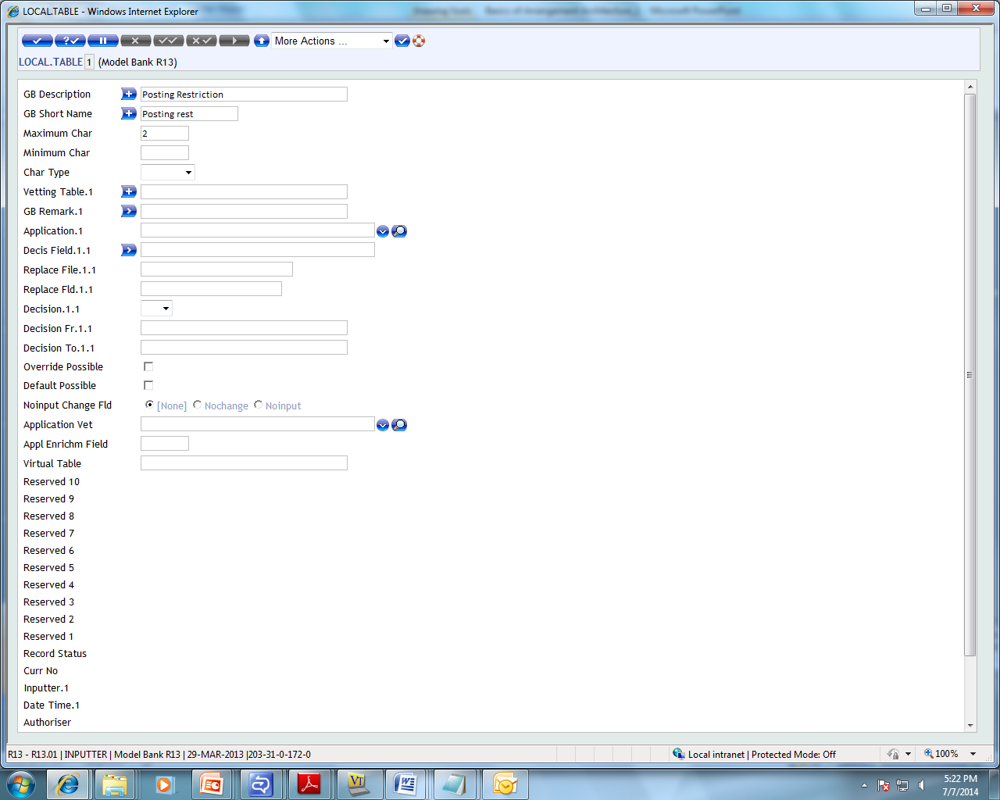 LOCAL.TABLE - Windows Internet Explorer
More Actions ...
LOCAL.TABLE 1 (Model Bank R13)
GB Description Posting Restriction
GB Short Name Posting rest
Maximum Char 2
Minimum Char
Char Type
Vetting Table.1
GB Remark.1
Application.1
Decis Field.1.1
Replace File.1.1
Replace Fld.1.1
Decision.1.1
Decision Fr.1.1
Decision To.1.1
Override Possible
Default Possible
Noinput Change Fld [None] Nochange Noinput
Application Vet
Appl Enrichm Field
Virtual Table
Reserved 10
Reserved 9
Reserved 8
Reserved 7
Reserved 6
Reserved 5
Reserved 4
Reserved 3
Reserved 2
Reserved 1
Record Status
Curr No
Inputter.1
Date Time.1
Authoriser
R13 - R13.01 | INPUTTER | Model Bank R13 | 29-MAR-2013 |203-31-0-172-0 Local intranet | Protected Mode: Off 100%
5:22 PM
7/7/2014